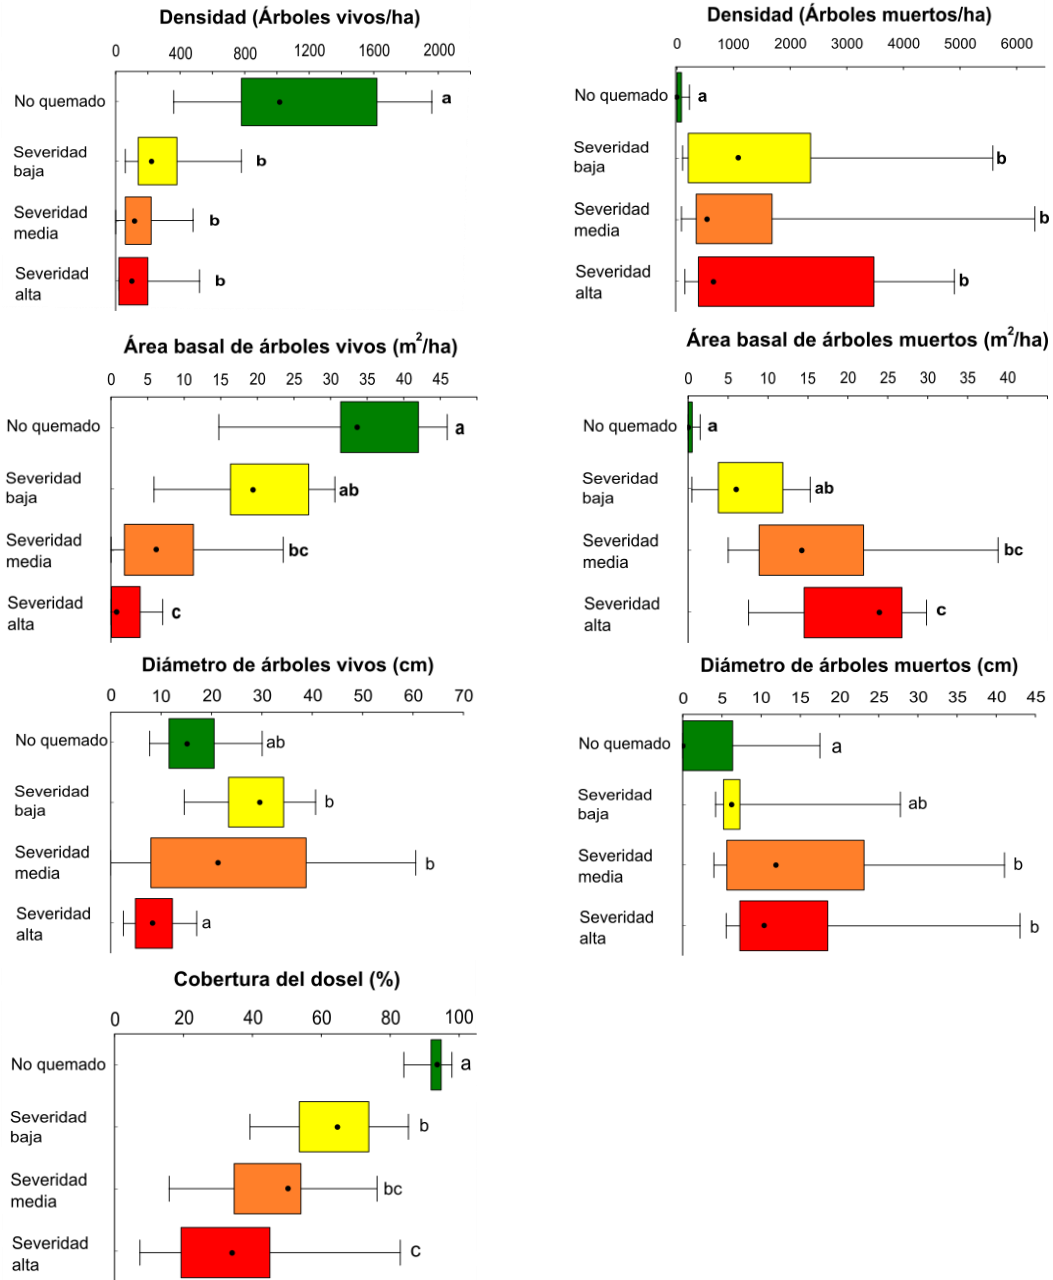 Densidad (Árboles vivos/ha)
0 400 800 1200 1600 2000
No quemado
a
Severidad
baja
b
Severidad
media
b
Severidad
alta
b
Densidad (Árboles muertos/ha)
0 1000 2000 3000 4000 5000 6000
No quemado
a
Severidad
baja
b
Severidad
media
b
Severidad
alta
b
Área basal de árboles vivos (m²/ha)
0 5 10 15 20 25 30 35 40 45
No quemado
a
Severidad
baja
ab
Severidad
media
bc
Severidad
alta
c
Área basal de árboles muertos (m²/ha)
0 5 10 15 20 25 30 35 40
No quemado
a
Severidad
baja
ab
Severidad
media
bc
Severidad
alta
c
Diámetro de árboles vivos (cm)
0 10 20 30 40 50 60 70
No quemado
ab
Severidad
baja
b
Severidad
media
b
Severidad
alta
a
Diámetro de árboles muertos (cm)
0 5 10 15 20 25 30 35 40 45
No quemado
a
Severidad
baja
ab
Severidad
media
b
Severidad
alta
b
Cobertura del dosel (%)
0 20 40 60 80 100
No quemado
a
Severidad
baja
b
Severidad
media
bc
Severidad
alta
c